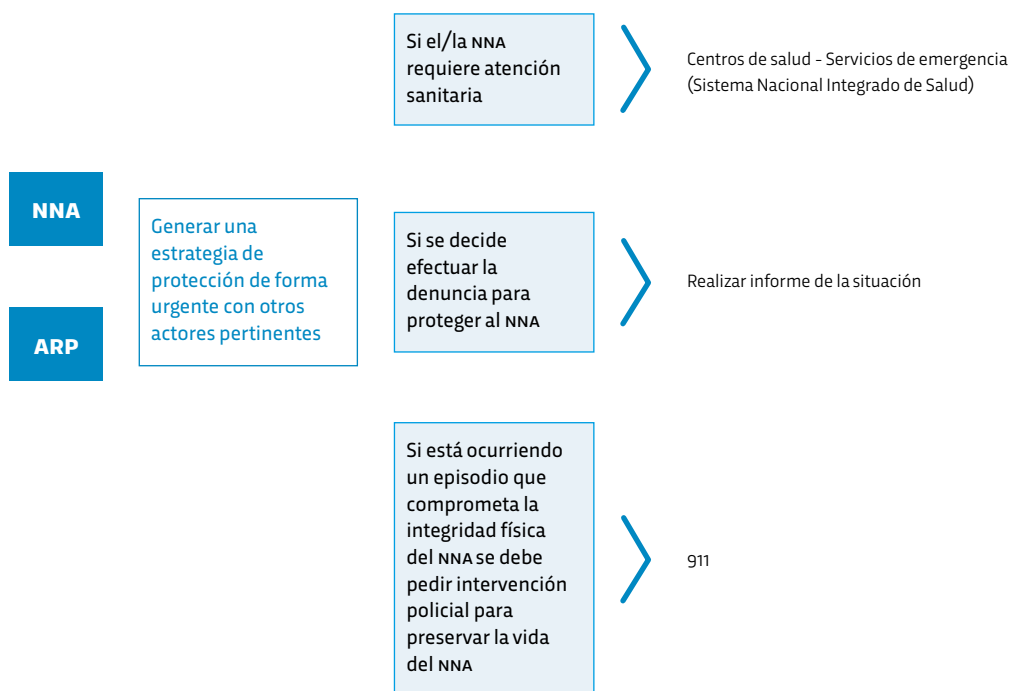 NNA
ARP
Generar una
estrategia de
protección de forma
urgente con otros
actores pertinentes
Si el/la NNA
requiere atención
sanitaria
Centros de salud - Servicios de emergencia
(Sistema Nacional Integrado de Salud)
Si se decide
efectuar la
denuncia para
proteger al NNA
Realizar informe de la situación
Si está ocurriendo
un episodio que
comprometa la
integridad física
del NNA se debe
pedir intervención
policial para
preservar la vida
del NNA
911